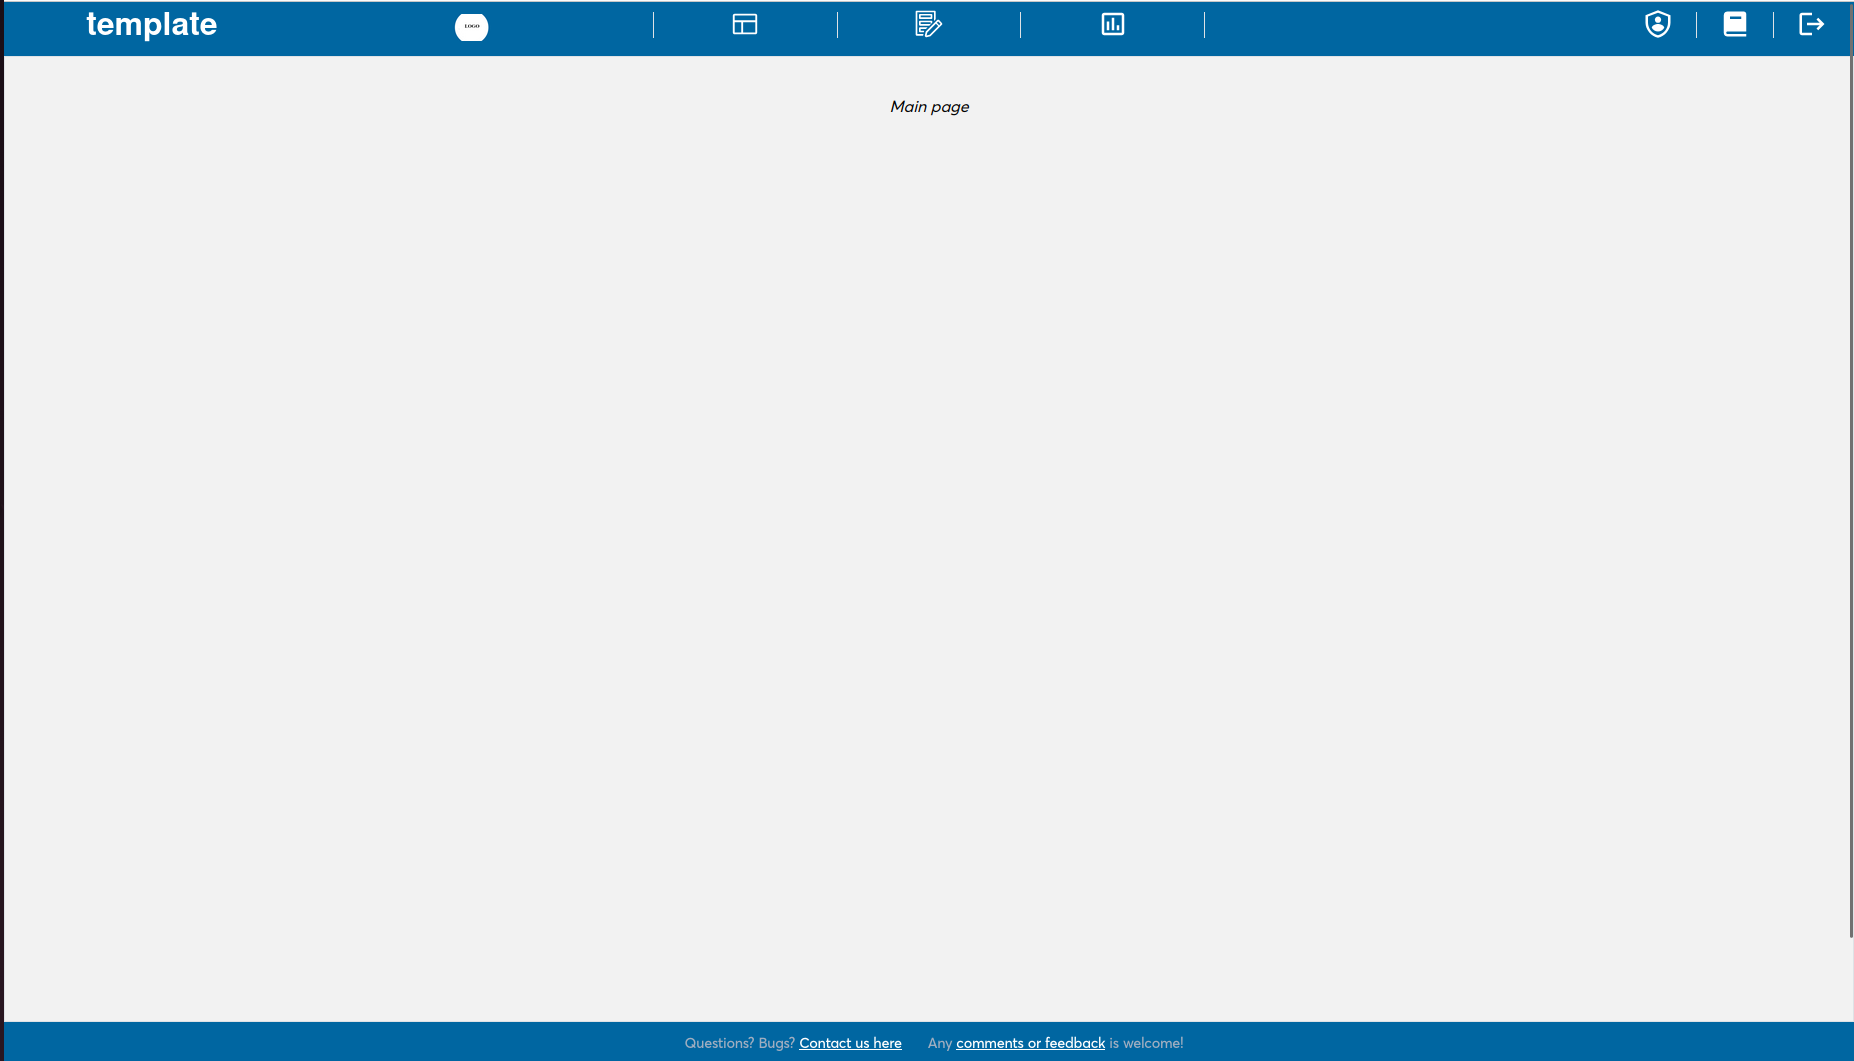 template
LOGO
Main page
Questions? Bugs? Contact us here Any comments or feedback is welcome!